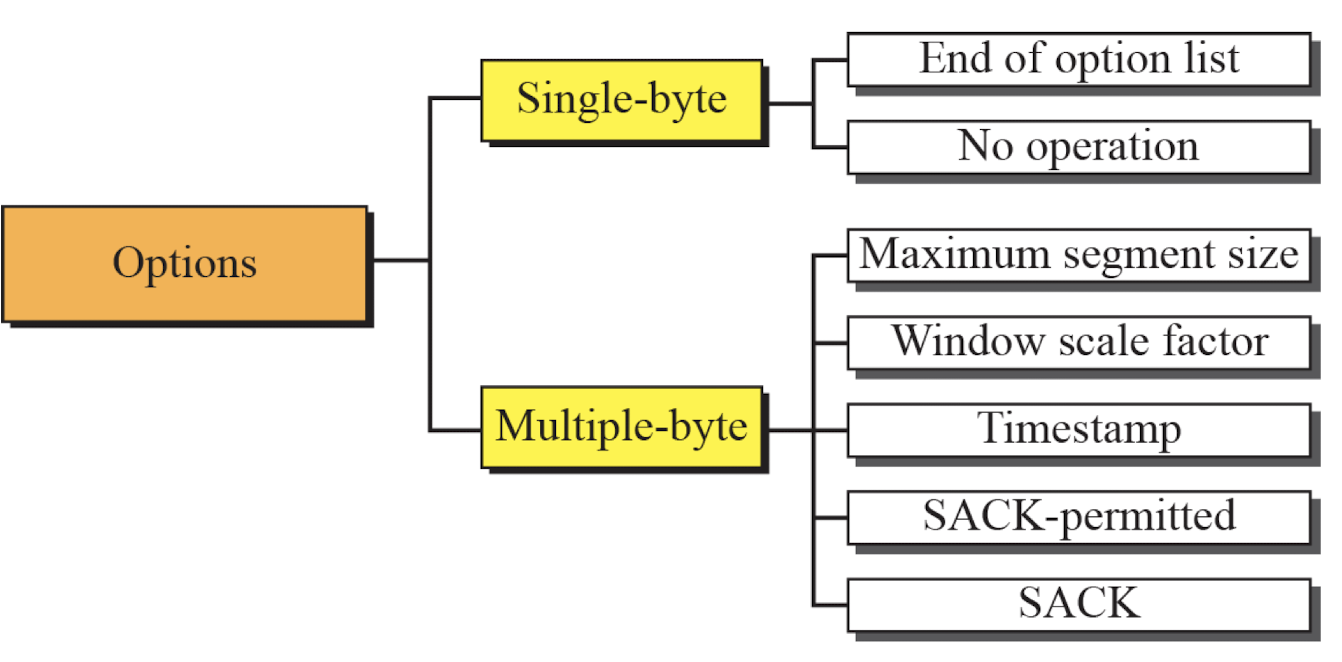 Options
Single-byte
End of option list
No operation
Multiple-byte
Maximum segment size
Window scale factor
Timestamp
SACK-permitted
SACK